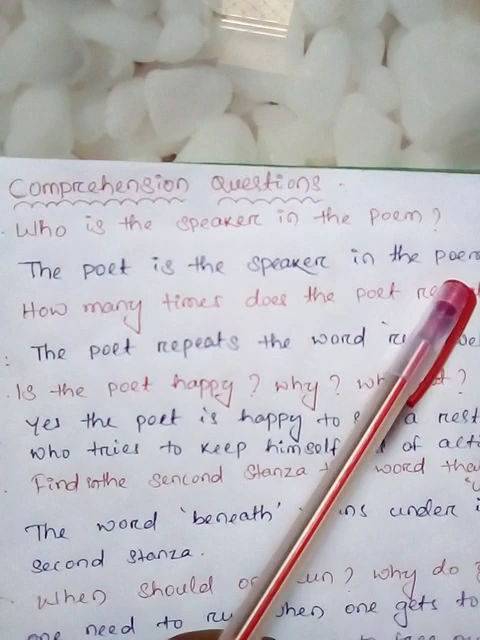 Comprehension Questions.
Who is the speaker in the poem?
The poet is the speaker in the poem
How many times does the poet
The poet repeats the word
Is the poet happy? why?
Yes the poet is happy to a rest
who tries to keep himself of acti
Find in the sencond stanza word that
The word 'beneath' under
second stanza.
When should why do
one need to when one gets to